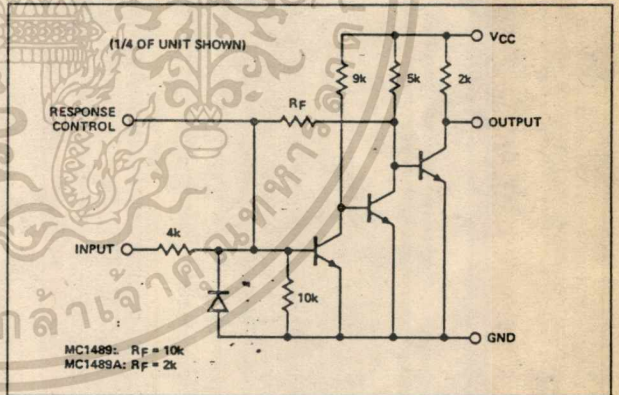 (1/4 OF UNIT SHOWN)
VCC
9k
5k
2k
RESPONSE
CONTROL
RF
OUTPUT
4k
INPUT
10k
GND
MC1489: RF = 10k
MC1489A: RF = 2k